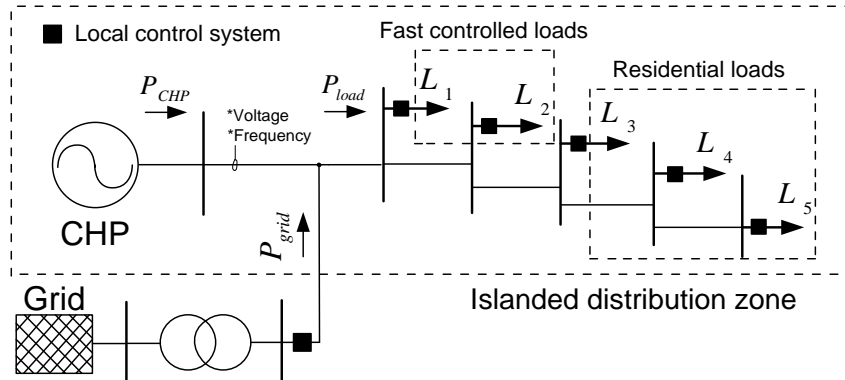 Local control system
Fast controlled loads
Residential loads
P_CHP
*Voltage
*Frequency
P_load
L_1
L_2
L_3
L_4
L_5
CHP
P_grid
Grid
Islanded distribution zone